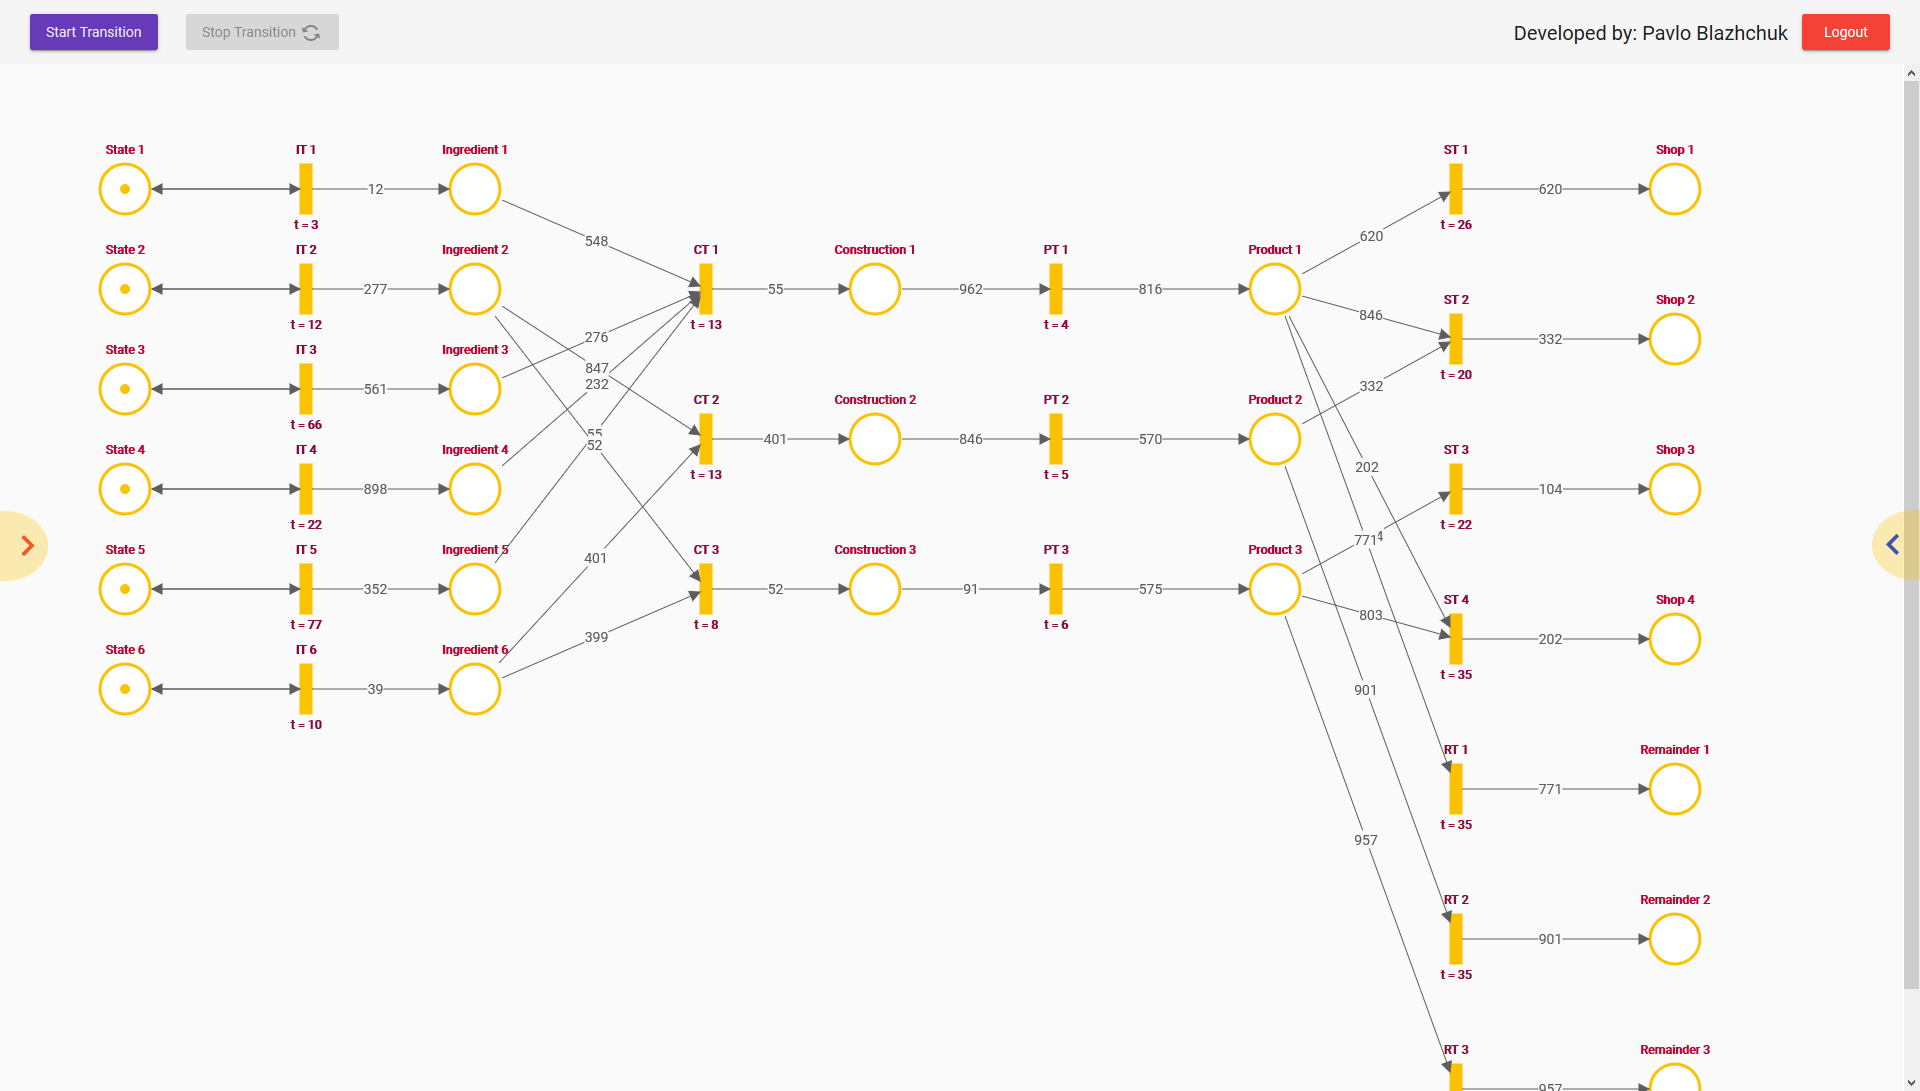 Start Transition
Stop Transition
Developed by: Pavlo Blazhchuk
Logout
State 1
IT 1
Ingredient 1
ST 1
Shop 1
12
620
t = 3
t = 26
548
620
State 2
IT 2
Ingredient 2
CT 1
Construction 1
PT 1
Product 1
277
55
962
816
t = 12
t = 13
t = 4
ST 2
Shop 2
846
332
t = 20
276
State 3
IT 3
Ingredient 3
847
232
332
561
t = 66
CT 2
Construction 2
PT 2
Product 2
401
846
570
t = 13
t = 5
55
52
State 4
IT 4
Ingredient 4
898
t = 22
ST 3
Shop 3
202
104
t = 22
771
State 5
IT 5
Ingredient 5
CT 3
Construction 3
PT 3
Product 3
401
352
52
91
575
t = 77
t = 8
t = 6
ST 4
Shop 4
803
202
t = 35
399
State 6
IT 6
Ingredient 6
39
t = 10
901
RT 1
Remainder 1
771
t = 35
957
RT 2
Remainder 2
901
t = 35
RT 3
Remainder 3
957